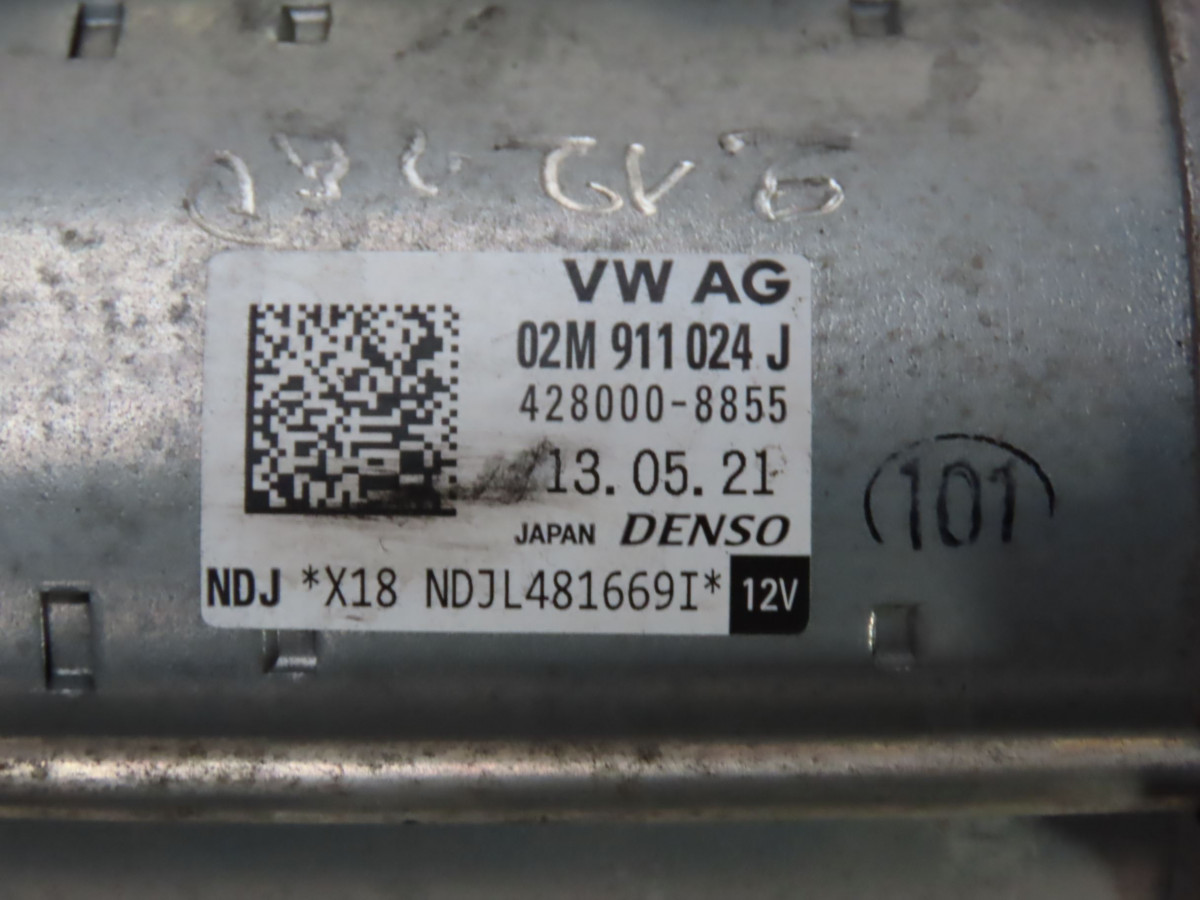 VW AG
02M 911 024 J
428000-8855
13. 05. 21
JAPAN DENSO
NDJ *X18 NDJL481669I* 12V
101